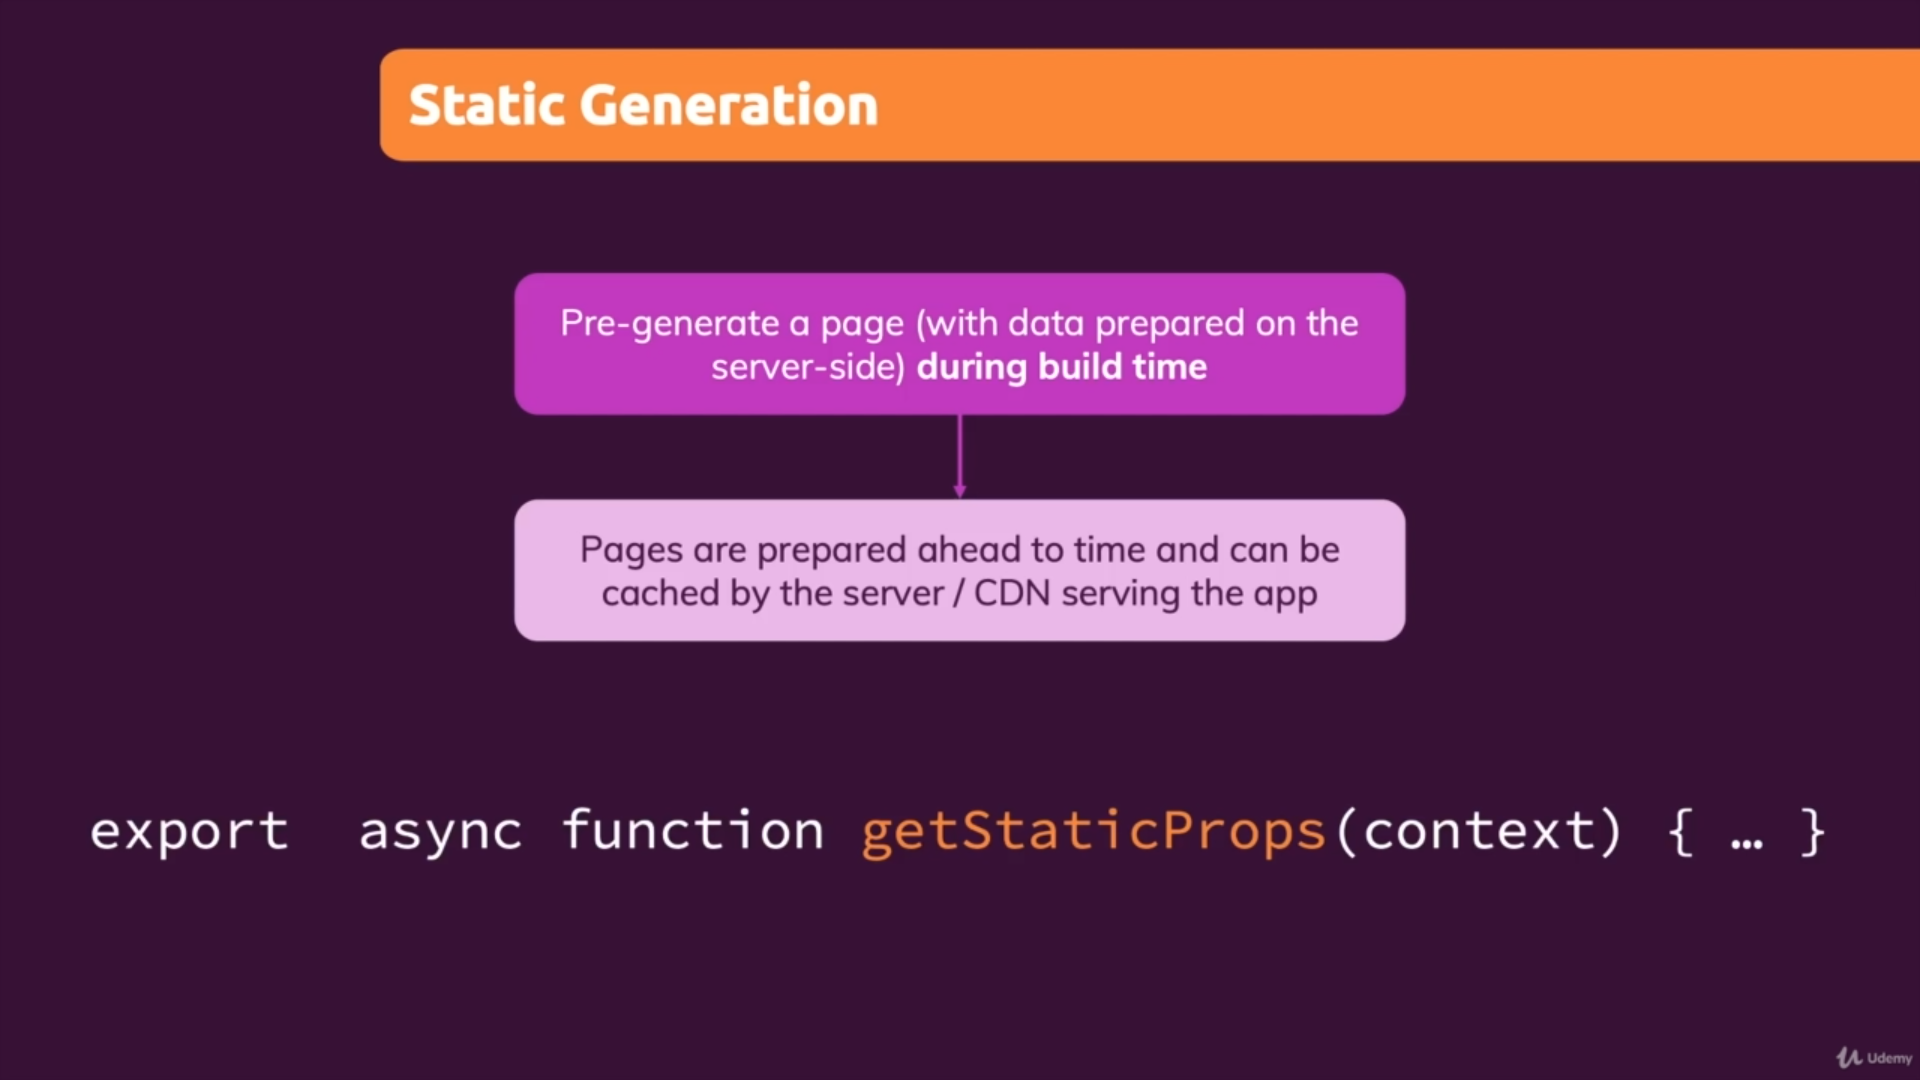 Static Generation
Pre-generate a page (with data prepared on the
server-side) during build time
Pages are prepared ahead to time and can be
cached by the server / CDN serving the app
export  async function getStaticProps(context) { … }
Udemy